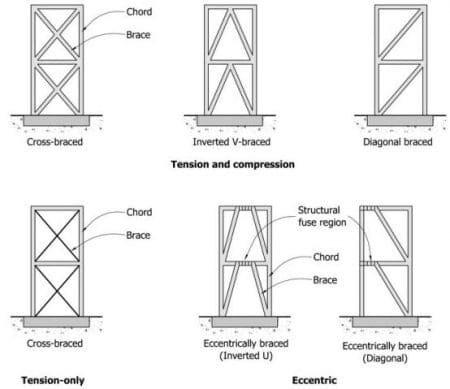 Chord
Brace
Cross-braced
Inverted V-braced
Diagonal braced
Tension and compression
Chord
Brace
Structural
fuse region
Chord
Brace
Cross-braced
Eccentrically braced
(Inverted U)
Eccentrically braced
(Diagonal)
Tension-only
Eccentric